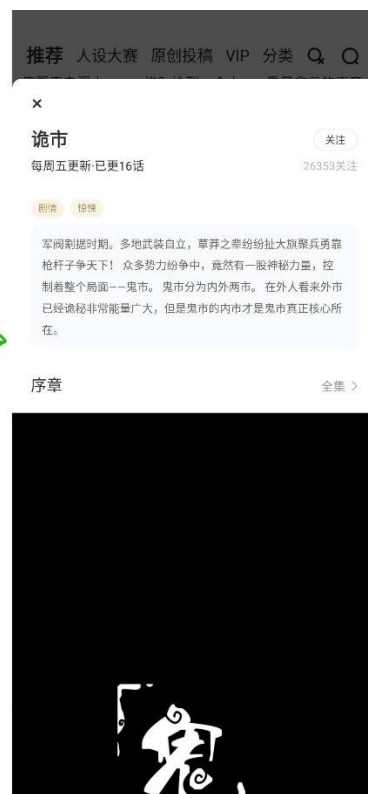 推荐 人设大赛 原创投稿 VIP 分类
诡市
关注
每周五更新·已更16话
26353关注
剧情 惊悚
军阀割据时期。多地武装自立，草莽之辈纷纷扯大旗聚兵勇靠
枪杆子争天下！ 众多势力纷争中，竟然有一股神秘力量，控
制着整个局面——鬼市。 鬼市分为内外两市。 在外人看来外市
已经诡秘非常能量广大，但是鬼市的内市才是鬼市真正核心所
在。
序章
全集
鬼